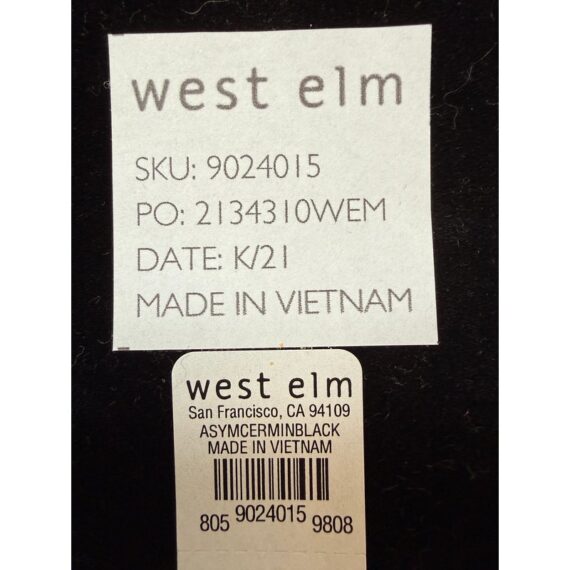 west elm
SKU: 9024015
PO: 2134310WEM
DATE: K/21
MADE IN VIETNAM
west elm
San Francisco, CA 94109
ASYMCERMINBLACK
MADE IN VIETNAM
805 9024015 9808